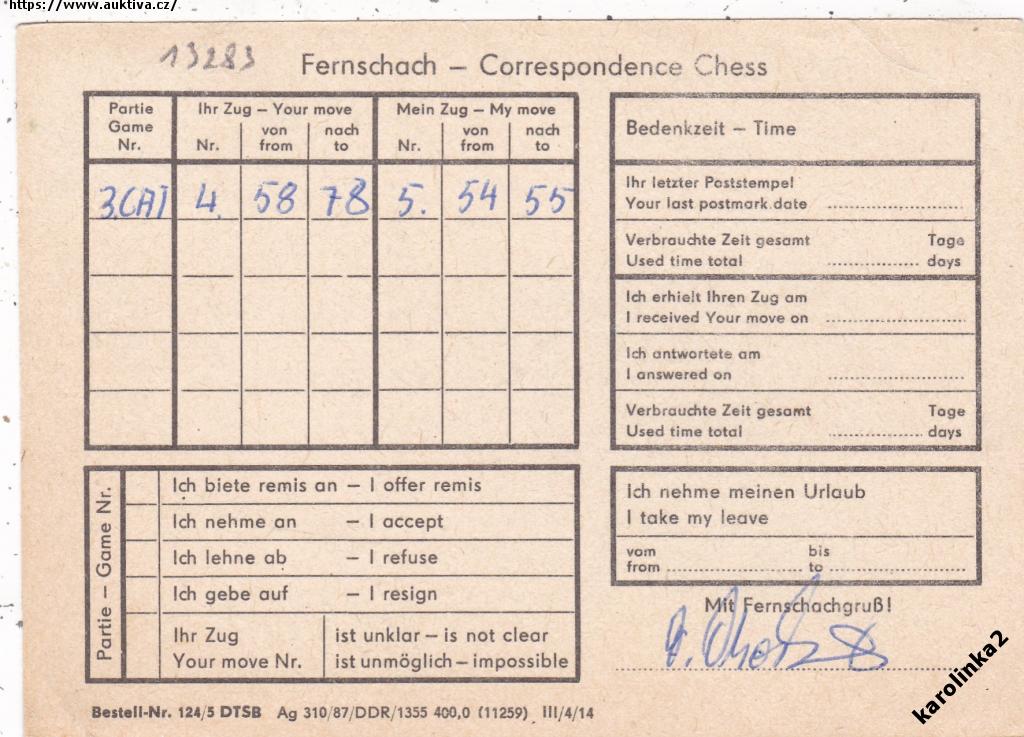 https://www.auktiva.cz/
13283
Fernschach – Correspondence Chess
Partie Game Nr.
Ihr Zug – Your move
Mein Zug – My move
Nr. von from nach to Nr. von from nach to
3.CAT 4. 58 78 5. 54 55
Bedenkzeit – Time
Ihr letzter Poststempel
Your last postmark date
Verbrauchte Zeit gesamt Tage
Used time total days
Ich erhielt Ihren Zug am
I received Your move on
Ich antwortete am
I answered on
Verbrauchte Zeit gesamt Tage
Used time total days
Partie – Game Nr.
Ich biete remis an – I offer remis
Ich nehme an – I accept
Ich lehne ab – I refuse
Ich gebe auf – I resign
Ihr Zug ist unklar – is not clear
Your move Nr. ist unmöglich – impossible
Ich nehme meinen Urlaub
I take my leave
vom bis
from to
Mit Fernschachgruß!
Bestell-Nr. 124/5 DTSB Ag 310/87/DDR/1355 400,0 (11259) III/4/14
karolinka2